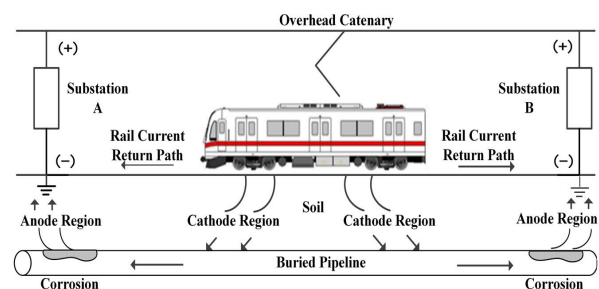 Overhead Catenary
(+)
(+)
Substation
A
Substation
B
Rail Current
Return Path
Rail Current
Return Path
(-)
(-)
Anode Region
Cathode Region
Soil
Cathode Region
Anode Region
Buried Pipeline
Corrosion
Corrosion